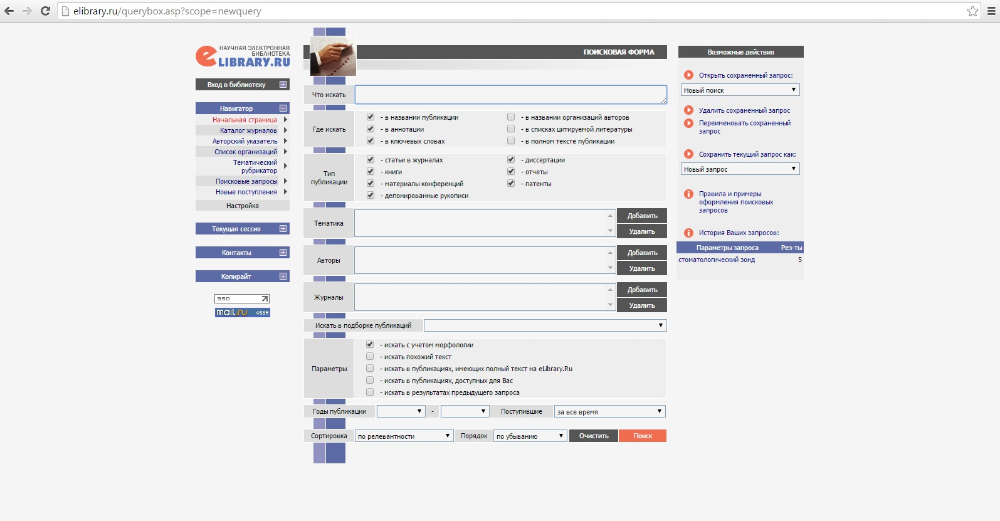 elibrary.ru/querybox.asp?scope=newquery
НАУЧНАЯ ЭЛЕКТРОННАЯ
БИБЛИОТЕКА
eLIBRARY.RU
Вход в библиотеку
Навигатор
Начальная страница
Каталог журналов
Авторский указатель
Список организаций
Тематический
рубрикатор
Поисковые запросы
Новые поступления
Настройка
Текущая сессия
Контакты
Копирайт
950
mail.ru 458M
ПОИСКОВАЯ ФОРМА
Что искать
Где искать
- в названии публикации
- в названии организаций авторов
- в аннотации
- в списках цитируемой литературы
- в ключевых словах
- в полном тексте публикации
Тип
публикации
- статьи в журналах
- диссертации
- книги
- отчеты
- материалы конференций
- патенты
- депонированные рукописи
Тематика
Добавить
Удалить
Авторы
Добавить
Удалить
Журналы
Добавить
Удалить
Искать в подборке публикаций
Параметры
- искать с учетом морфологии
- искать похожий текст
- искать в публикациях, имеющих полный текст на eLibrary.Ru
- искать в публикациях, доступных для Вас
- искать в результатах предыдущего запроса
Годы публикации - Поступившие за все время
Сортировка по релевантности Порядок по убыванию Очистить Поиск
Возможные действия
Открыть сохраненный запрос:
Новый поиск
Удалить сохраненный запрос
Переименовать сохраненный
запрос
Сохранить текущий запрос как:
Новый запрос
Правила и примеры
оформления поисковых
запросов
История Ваших запросов:
Параметры запроса Рез-ты
стоматологический зонд 5